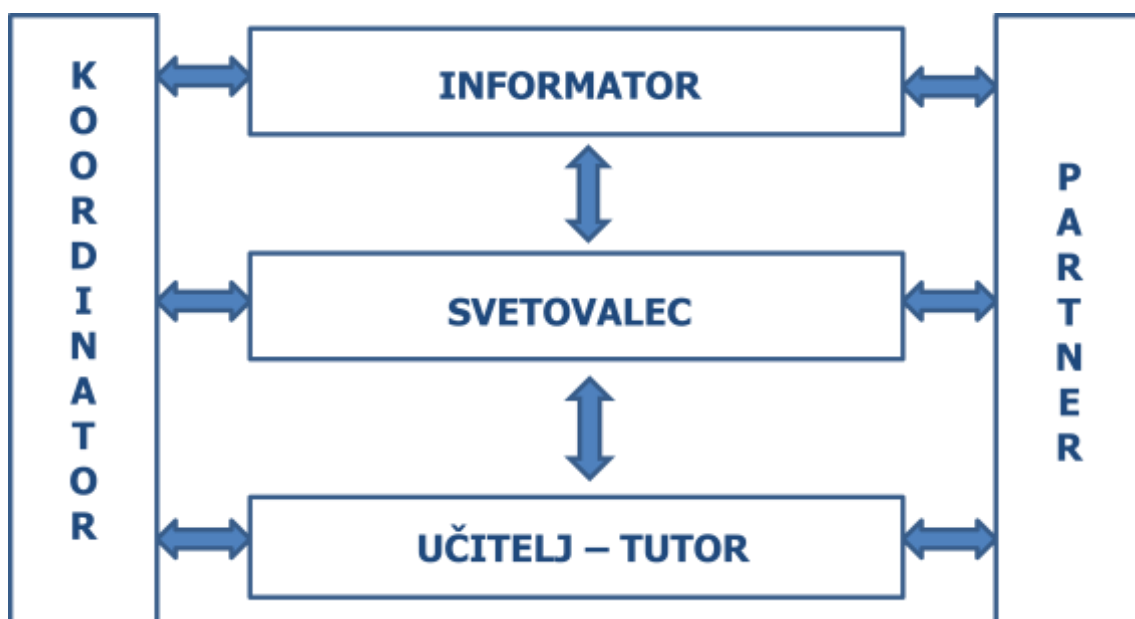 KOORDINATOR
INFORMATOR
SVETOVALEC
UČITELJ – TUTOR
PARTNER